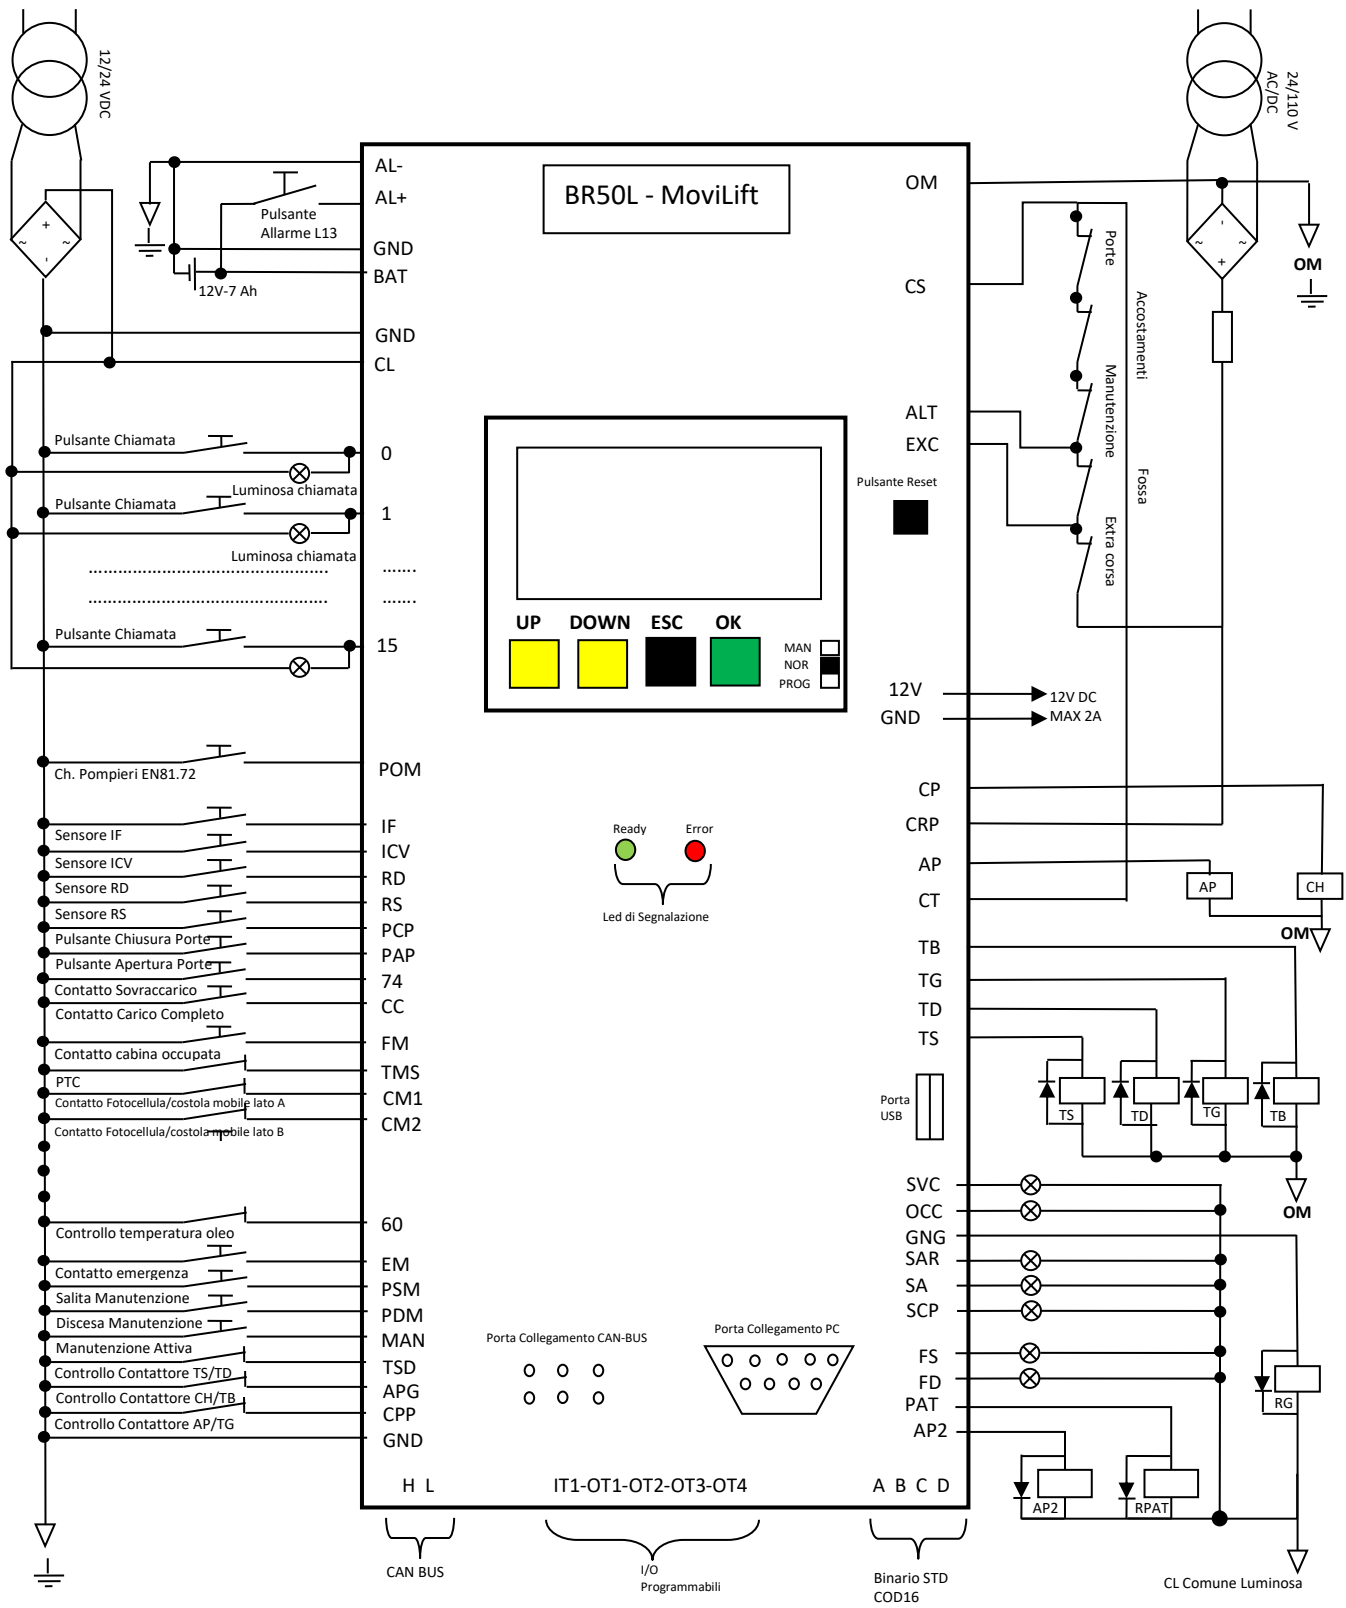 12/24 VDC
24/110 V
AC/DC
BR50L - MoviLift
AL-
AL+
Pulsante
Allarme L13
GND
BAT
12V-7 Ah
GND
CL
Pulsante Chiamata
0
Luminosa chiamata
Pulsante Chiamata
1
Luminosa chiamata
................................................ .......
................................................ .......
Pulsante Chiamata
15
Ch. Pompieri EN81.72
POM
IF
Sensore IF
ICV
Sensore ICV
RD
Sensore RD
RS
Sensore RS
PCP
Pulsante Chiusura Porte
PAP
Pulsante Apertura Porte
74
Contatto Sovraccarico
CC
Contatto Carico Completo
FM
Contatto cabina occupata
TMS
PTC
CM1
Contatto Fotocellula/costola mobile lato A
CM2
Contatto Fotocellula/costola mobile lato B
60
Controllo temperatura oleo
EM
Contatto emergenza
PSM
Salita Manutenzione
PDM
Discesa Manutenzione
MAN
Manutenzione Attiva
TSD
Controllo Contattore TS/TD
APG
Controllo Contattore CH/TB
CPP
Controllo Contattore AP/TG
GND
UP DOWN ESC OK
MAN
NOR
PROG
Pulsante Reset
Ready
Error
Led di Segnalazione
Porta
USB
Porta Collegamento CAN-BUS
Porta Collegamento PC
H L
IT1-OT1-OT2-OT3-OT4
A B C D
CAN BUS
I/O
Programmabili
Binario STD
COD16
OM
CS
ALT
EXC
12V
GND
12V DC
MAX 2A
CP
CRP
AP
CT
TB
TG
TD
TS
SVC
OCC
GNG
SAR
SA
SCP
FS
FD
PAT
AP2
Porte
Accostamenti
Manutenzione
Fossa
Extra corsa
OM
AP
CH
OM
TS
TD
TG
TB
OM
RG
AP2
RPAT
CL Comune Luminosa
+
-
~
~
-
+
~
~